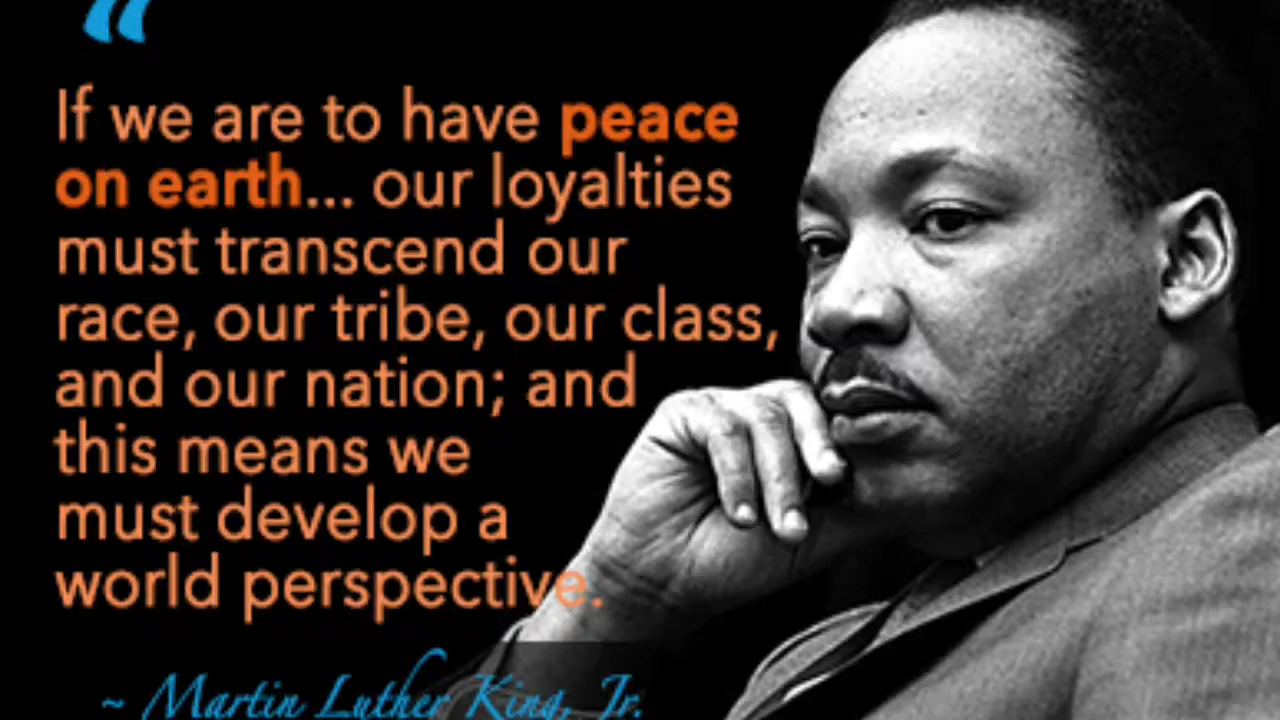 “
If we are to have peace
on earth... our loyalties
must transcend our
race, our tribe, our class,
and our nation; and
this means we
must develop a
world perspective.
~ Martin Luther King, Jr.